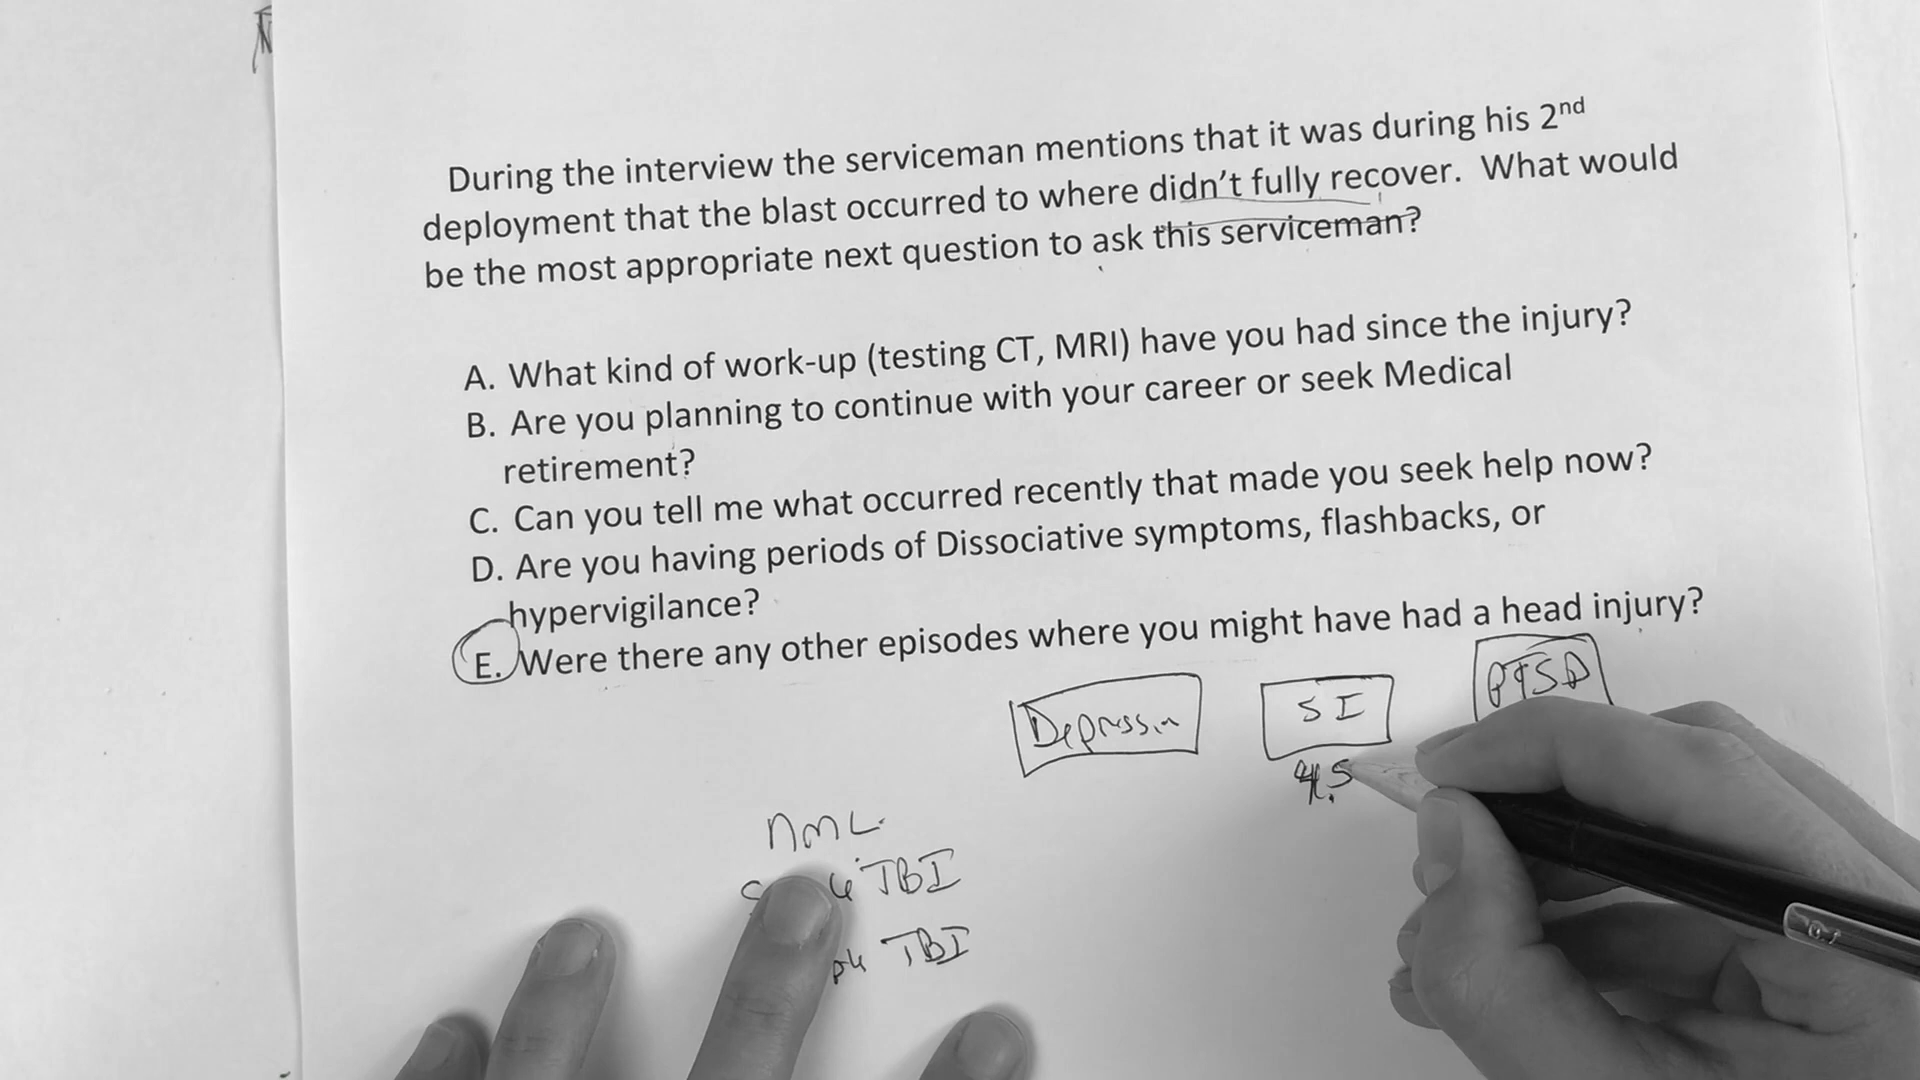 During the interview the serviceman mentions that it was during his 2nd
deployment that the blast occurred to where didn't fully recover. What would
be the most appropriate next question to ask this serviceman?
A. What kind of work-up (testing CT, MRI) have you had since the injury?
B. Are you planning to continue with your career or seek Medical
retirement?
C. Can you tell me what occurred recently that made you seek help now?
D. Are you having periods of Dissociative symptoms, flashbacks, or
hypervigilance?
E. Were there any other episodes where you might have had a head injury?
Depression SI PTSD
NML
TBI
TBI